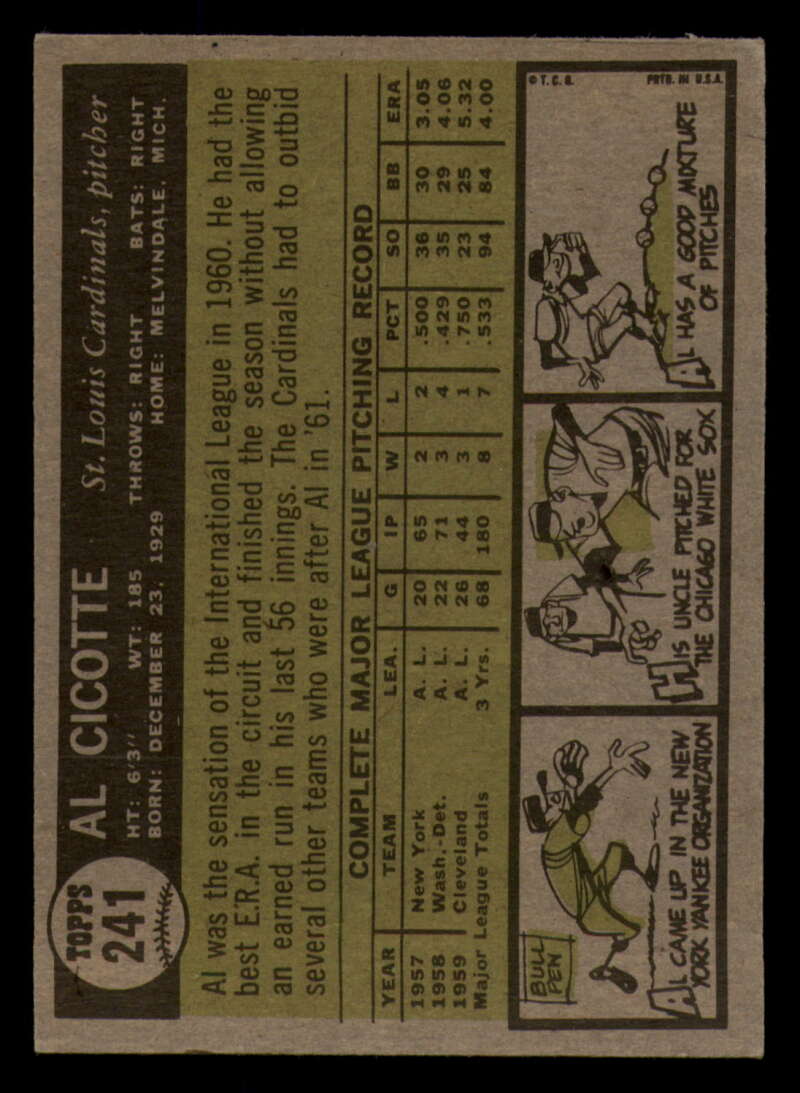 TOPPS
241
AL CICOTTE St. Louis Cardinals, pitcher
HT: 6'3" WT: 185 THROWS: RIGHT BATS: RIGHT
BORN: DECEMBER 23, 1929 HOME: MELVINDALE, MICH.
Al was the sensation of the International League in 1960. He had the
best E.R.A. in the circuit and finished the season without allowing
an earned run in his last 56 innings. The Cardinals had to outbid
several other teams who were after Al in '61.
COMPLETE MAJOR LEAGUE PITCHING RECORD
YEAR TEAM LEA. G IP W L PCT SO BB ERA
1957 New York A. L. 20 65 2 2 .500 36 30 3.05
1958 Wash.-Det. A. L. 22 71 3 4 .429 35 29 4.06
1959 Cleveland A. L. 26 44 3 1 .750 23 25 5.32
Major League Totals 3 Yrs. 68 180 8 7 .533 94 84 4.00
BULL
PEN
AL CAME UP IN THE NEW
YORK YANKEE ORGANIZATION
HIS UNCLE PITCHED FOR
THE CHICAGO WHITE SOX
© T. C. G. PRTD. IN U.S.A.
AL HAS A GOOD MIXTURE
OF PITCHES